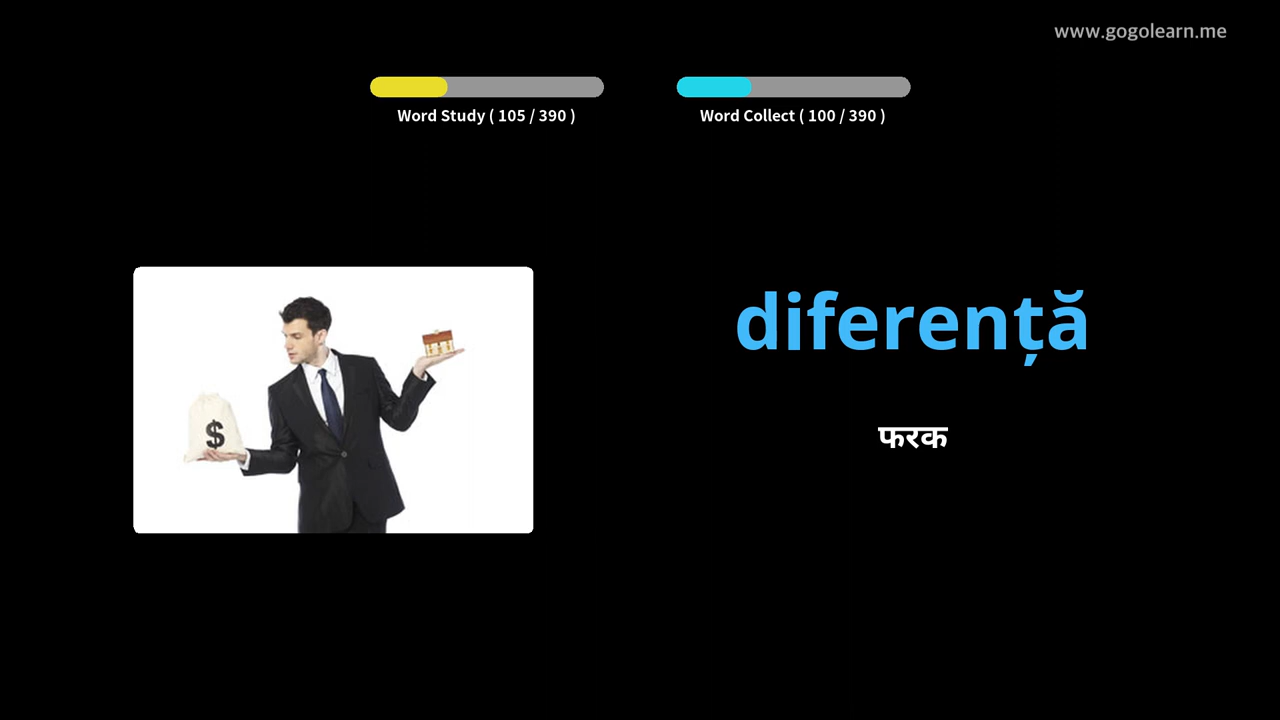 www.gogolearn.me
Word Study ( 105 / 390 )
Word Collect ( 100 / 390 )
diferență
फरक
$